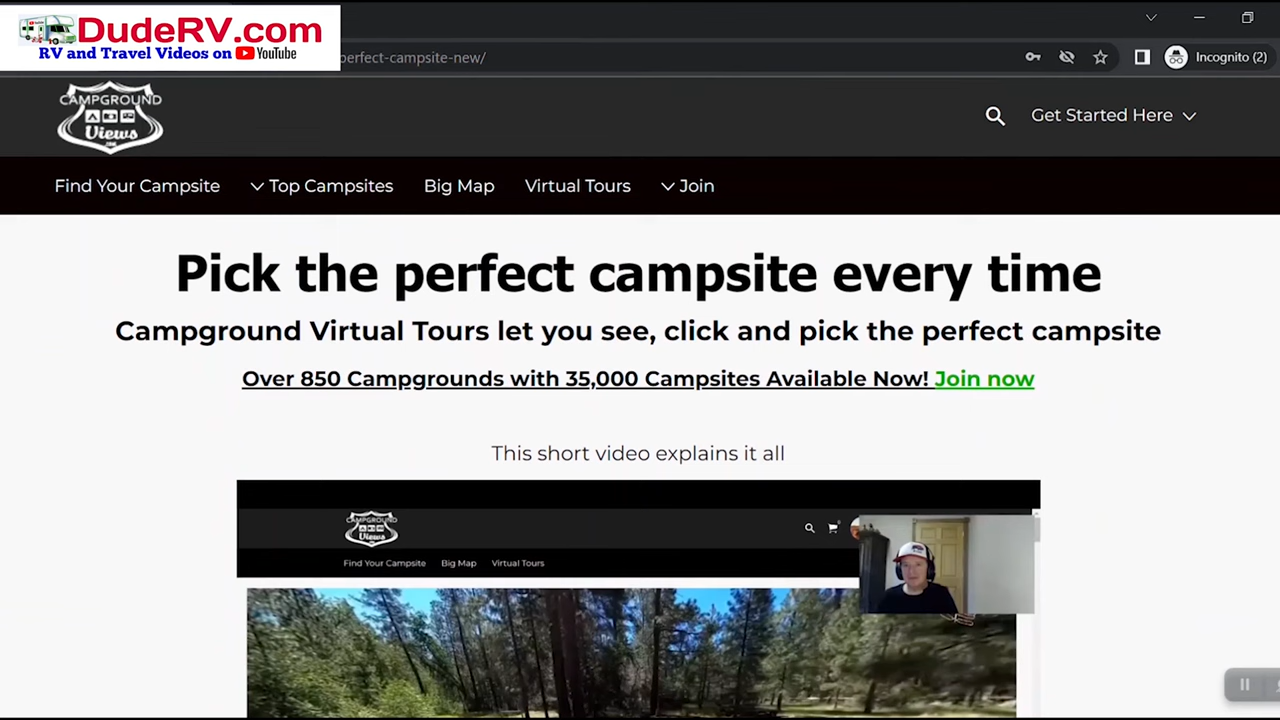 DudeRV.com
RV and Travel Videos on YouTube
perfect-campsite-new/
Incognito (2)
CAMPGROUND
Views
Get Started Here
Find Your Campsite
Top Campsites
Big Map
Virtual Tours
Join
Pick the perfect campsite every time
Campground Virtual Tours let you see, click and pick the perfect campsite
Over 850 Campgrounds with 35,000 Campsites Available Now! Join now
This short video explains it all
CAMPGROUND
Views
Find Your Campsite
Big Map
Virtual Tours